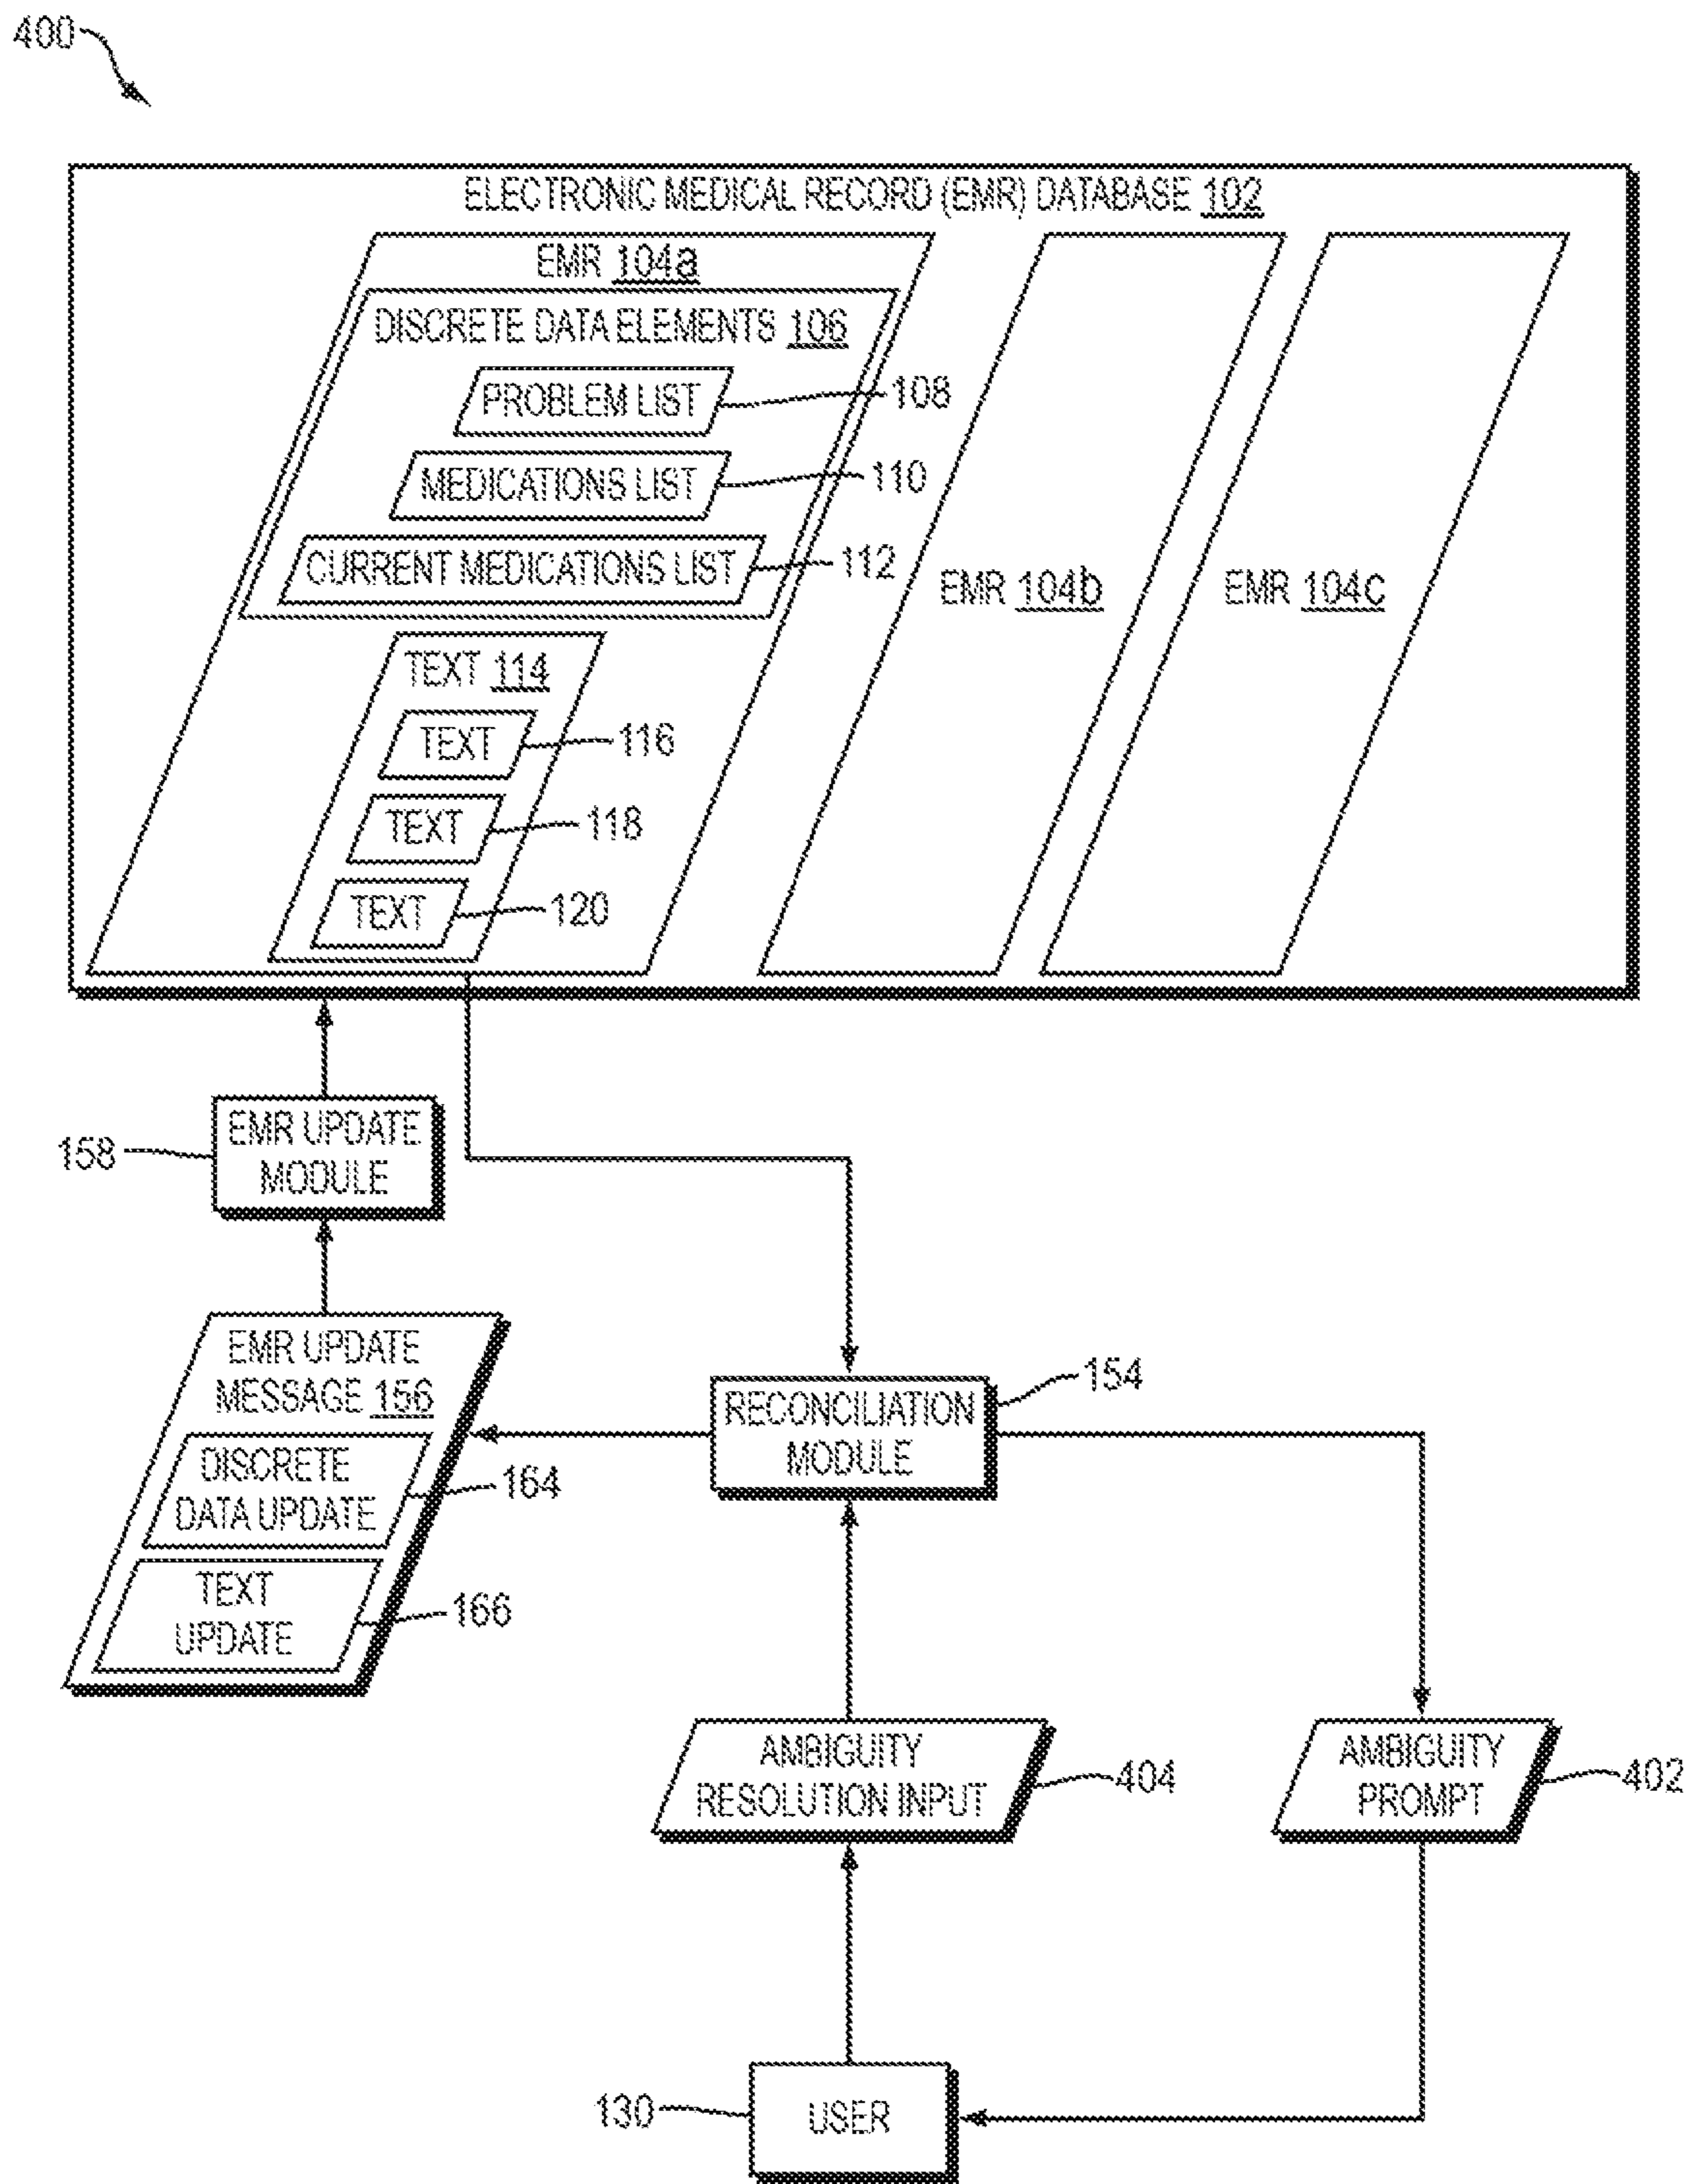 400
ELECTRONIC MEDICAL RECORD (EMR) DATABASE 102
EMR 104a
DISCRETE DATA ELEMENTS 106
PROBLEM LIST
108
MEDICATIONS LIST
110
CURRENT MEDICATIONS LIST
112
EMR 104b
EMR 104c
TEXT 114
TEXT
116
TEXT
118
TEXT
120
158
EMR UPDATE
MODULE
EMR UPDATE
MESSAGE 156
DISCRETE
DATA UPDATE
164
TEXT
UPDATE
166
RECONCILIATION
MODULE
154
AMBIGUITY
RESOLUTION INPUT
404
AMBIGUITY
PROMPT
402
130
USER